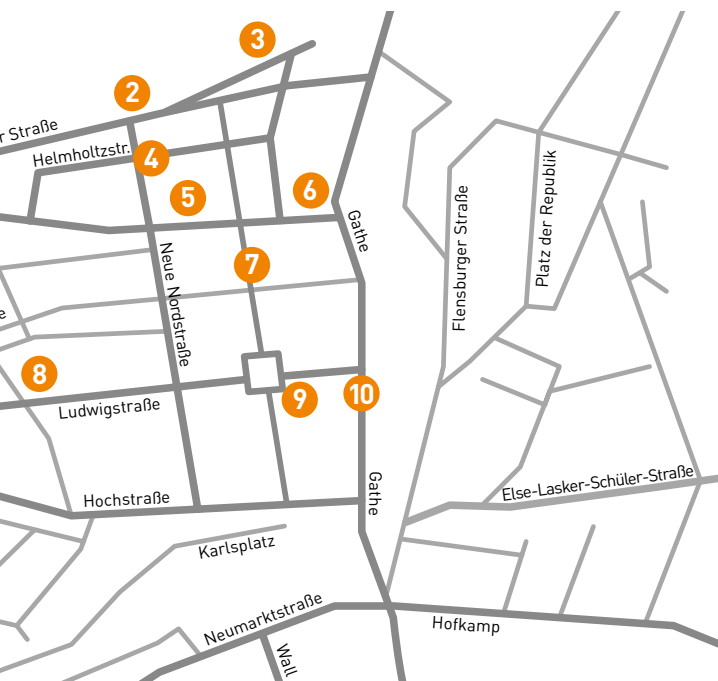 3
2
r Straße
Helmholtzstr.
4
5
6
Gathe
Flensburger Straße
Platz der Republik
7
Neue Nordstraße
e
8
Ludwigstraße
9
10
Gathe
Hochstraße
Else-Lasker-Schüler-Straße
Karlsplatz
Neumarktstraße
Hofkamp
Wall